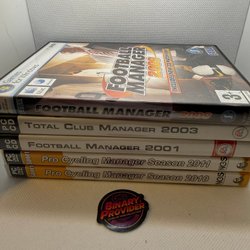 FOOTBALL
MANAGER
FOOTBALL MANAGER
TOTAL CLUB MANAGER 2003
FOOTBALL MANAGER 2001
Pro Cycling Manager Season 2011
Pro Cycling Manager Season 2010
BINARY
PROVIDER